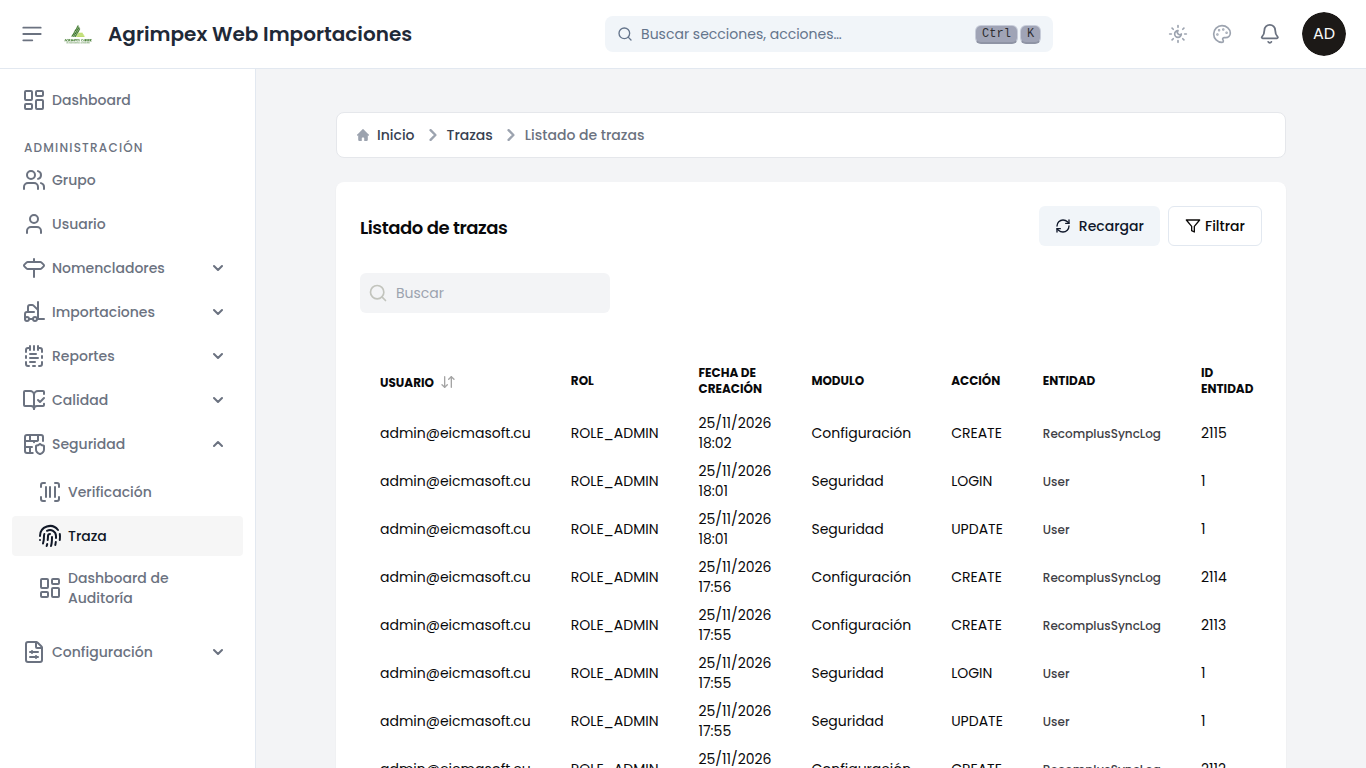 Agrimpex Web Importaciones
Buscar secciones, acciones...
Ctrl K
AD
Dashboard
ADMINISTRACIÓN
Grupo
Usuario
Nomencladores
Importaciones
Reportes
Calidad
Seguridad
Verificación
Traza
Dashboard de
Auditoría
Configuración
Inicio
Trazas
Listado de trazas
Listado de trazas
Recargar
Filtrar
Buscar
USUARIO ROL FECHA DE CREACIÓN MODULO ACCIÓN ENTIDAD ID ENTIDAD
admin@eicmasoft.cu ROLE_ADMIN 25/11/2026 18:02 Configuración CREATE RecomplusSyncLog 2115
admin@eicmasoft.cu ROLE_ADMIN 25/11/2026 18:01 Seguridad LOGIN User 1
admin@eicmasoft.cu ROLE_ADMIN 25/11/2026 18:01 Seguridad UPDATE User 1
admin@eicmasoft.cu ROLE_ADMIN 25/11/2026 17:56 Configuración CREATE RecomplusSyncLog 2114
admin@eicmasoft.cu ROLE_ADMIN 25/11/2026 17:55 Configuración CREATE RecomplusSyncLog 2113
admin@eicmasoft.cu ROLE_ADMIN 25/11/2026 17:55 Seguridad LOGIN User 1
admin@eicmasoft.cu ROLE_ADMIN 25/11/2026 17:55 Seguridad UPDATE User 1
25/11/2026